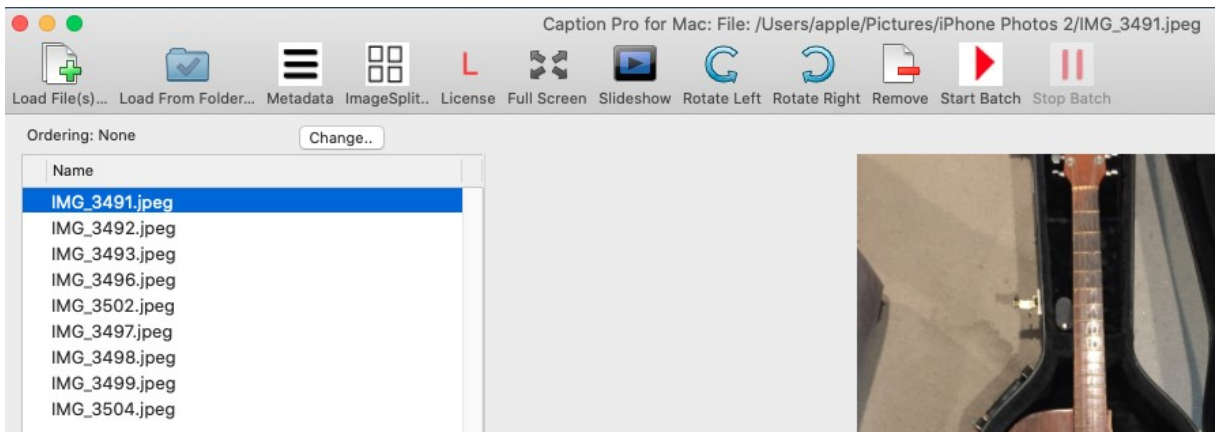 Caption Pro for Mac: File: /Users/apple/Pictures/iPhone Photos 2/IMG_3491.jpeg
Load File(s)... Load From Folder... Metadata ImageSplit.. L License Full Screen Slideshow Rotate Left Rotate Right Remove Start Batch Stop Batch
Ordering: None Change..
Name
IMG_3491.jpeg
IMG_3492.jpeg
IMG_3493.jpeg
IMG_3496.jpeg
IMG_3502.jpeg
IMG_3497.jpeg
IMG_3498.jpeg
IMG_3499.jpeg
IMG_3504.jpeg